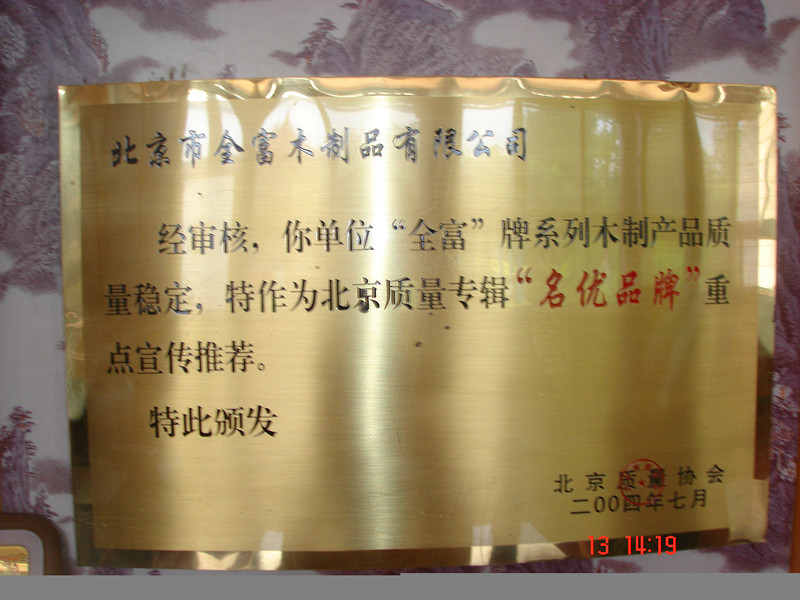 北京市全富木制品有限公司
经审核，你单位“全富”牌系列木制产品质
量稳定，特作为北京质量专辑“名优品牌”重
点宣传推荐。
特此颁发
北京质量协会
二00四年七月
13 14:19